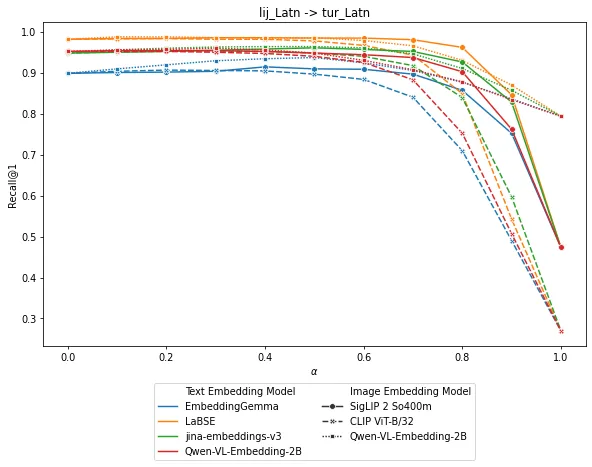 lij_Latn -> tur_Latn
Recall@1
1.0
0.9
0.8
0.7
0.6
0.5
0.4
0.3
0.0 0.2 0.4 0.6 0.8 1.0
α
Text Embedding Model
EmbeddingGemma
LaBSE
jina-embeddings-v3
Qwen-VL-Embedding-2B
Image Embedding Model
SigLIP 2 So400m
CLIP ViT-B/32
Qwen-VL-Embedding-2B